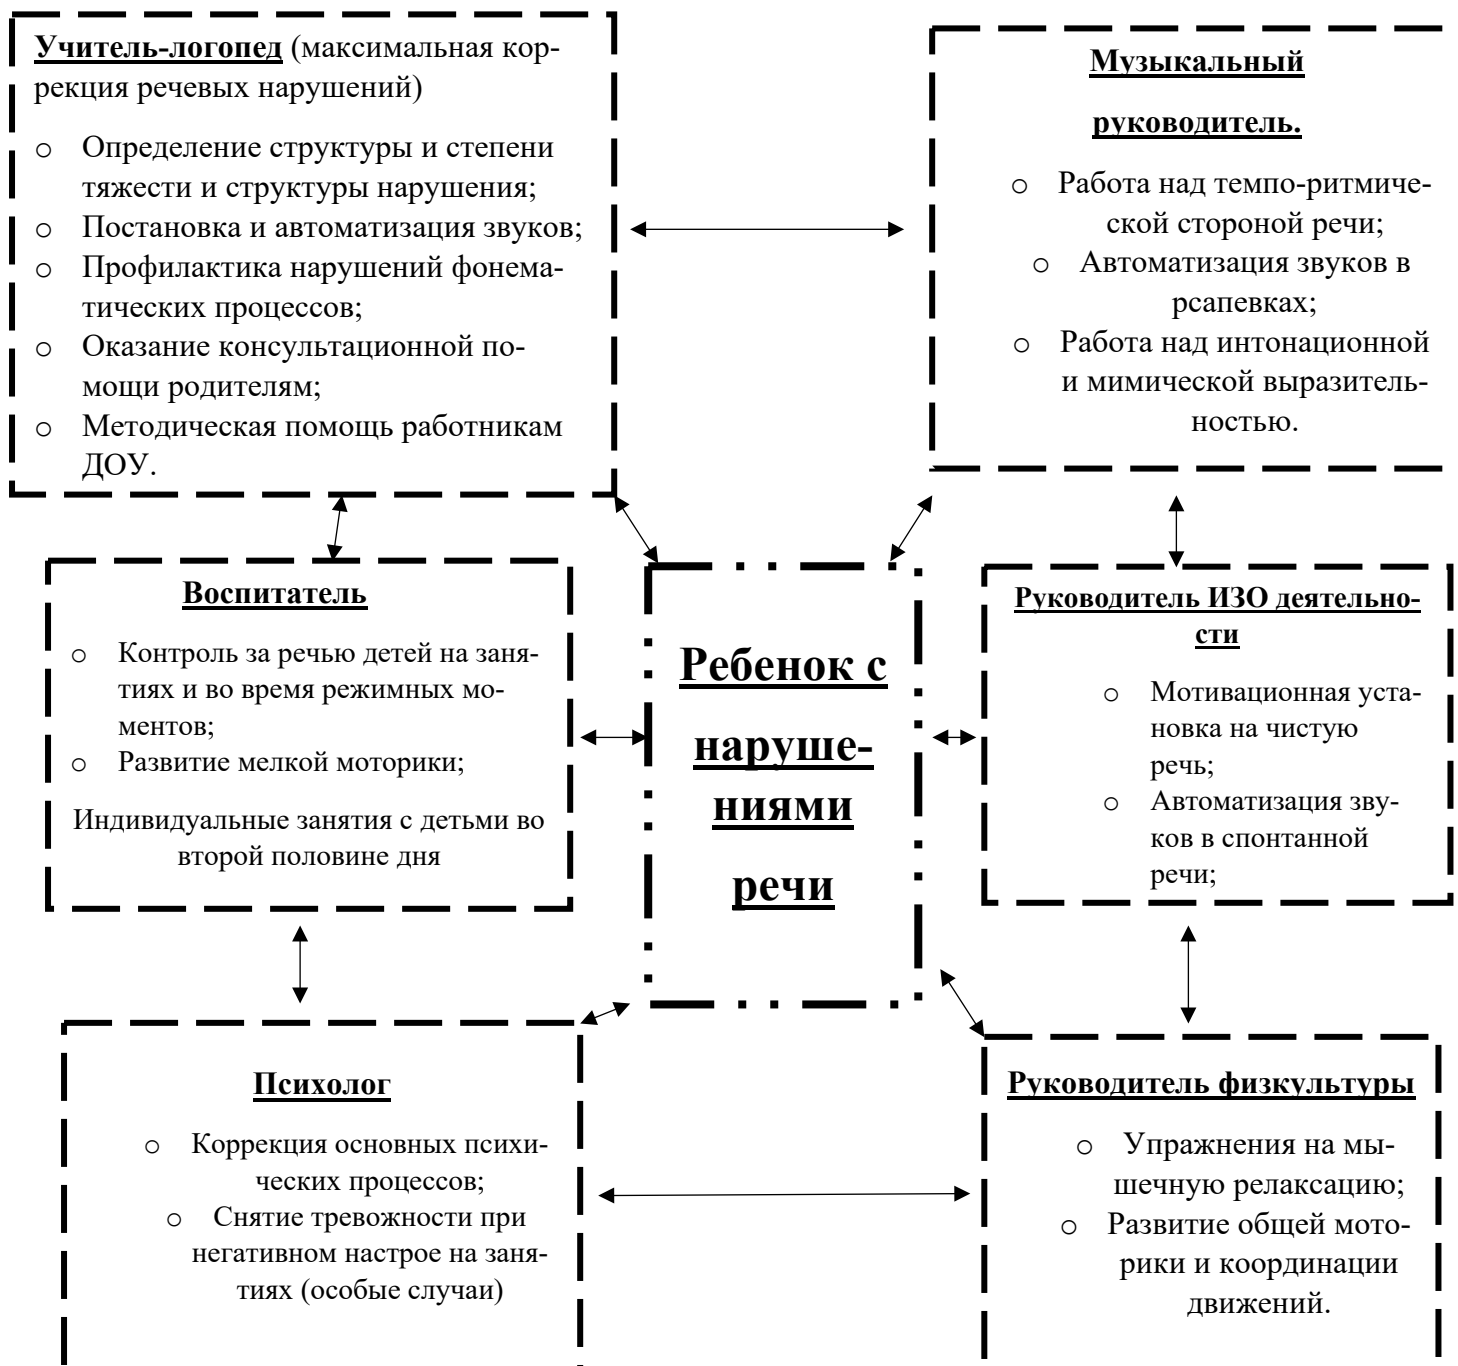 Учитель-логопед (максимальная кор-
рекция речевых нарушений)
о Определение структуры и степени
тяжести и структуры нарушения;
о Постановка и автоматизация звуков;
о Профилактика нарушений фонема-
тических процессов;
о Оказание консультационной по-
мощи родителям;
о Методическая помощь работникам
ДОУ.
Музыкальный
руководитель.
о Работа над темпо-ритмиче-
ской стороной речи;
о Автоматизация звуков в
рсапевках;
о Работа над интонационной
и мимической выразитель-
ностью.
Воспитатель
о Контроль за речью детей на заня-
тиях и во время режимных мо-
ментов;
о Развитие мелкой моторики;
Индивидуальные занятия с детьми во
второй половине дня
Ребенок с
наруше-
ниями
речи
Руководитель ИЗО деятельно-
сти
о Мотивационная уста-
новка на чистую
речь;
о Автоматизация зву-
ков в спонтанной
речи;
Психолог
о Коррекция основных психи-
ческих процессов;
о Снятие тревожности при
негативном настрое на заня-
тиях (особые случаи)
Руководитель физкультуры
о Упражнения на мы-
шечную релаксацию;
о Развитие общей мото-
рики и координации
движений.